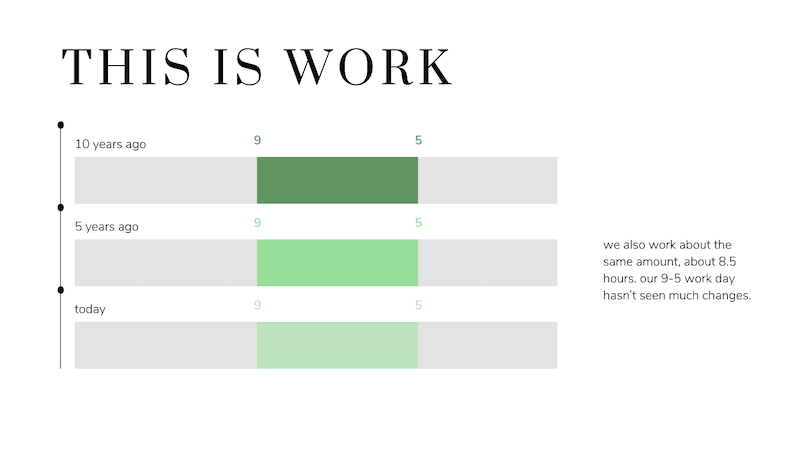 THIS IS WORK
10 years ago
9 5
5 years ago
9 5
today
9 5
we also work about the
same amount, about 8.5
hours. our 9-5 work day
hasn't seen much changes.